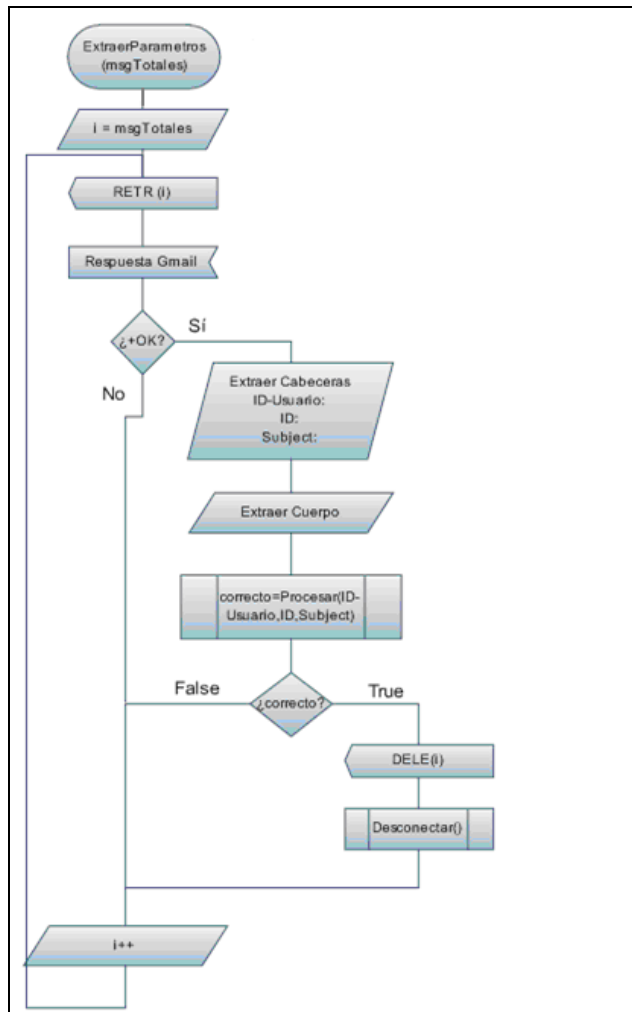 ExtraerParametros
(msgTotales)
i = msgTotales
RETR (i)
Respuesta Gmail
¿+OK?
Sí
No
Extraer Cabeceras
ID-Usuario:
ID:
Subject:
Extraer Cuerpo
correcto=Procesar(ID-
Usuario,ID,Subject)
False
¿correcto?
True
DELE(i)
Desconectar()
i++